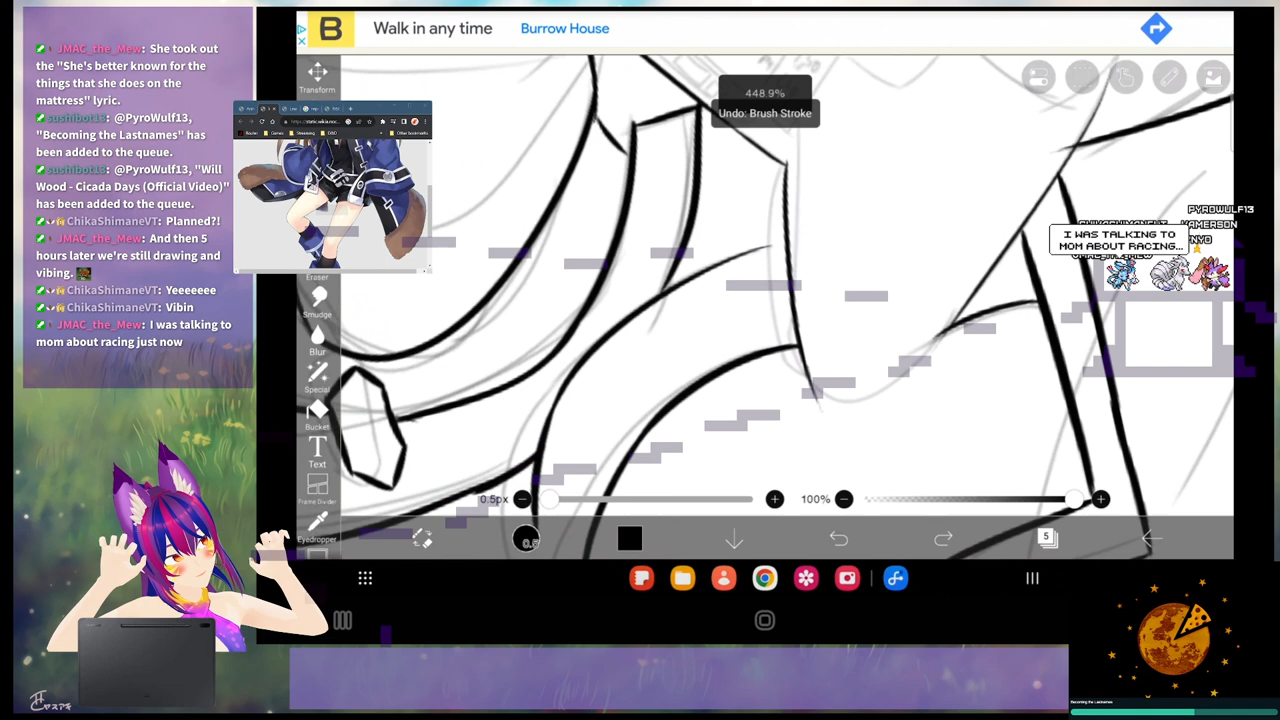 JMAC_the_Mew: She took out
the "She's better known for
the things that she does on the
mattress" lyric.
sushibot13: @PyroWulf13,
"Becoming the Lastnames" has
been added to the queue.
sushibot13: @PyroWulf13, "Will
Wood - Cicada Days (Official Video)"
has been added to the queue.
ChikaShimaneVT: Planned?!
JMAC_the_Mew: And then 5
hours later we're still drawing and
vibing.
ChikaShimaneVT: Yeeeeeee
ChikaShimaneVT: Vibin
JMAC_the_Mew: I was talking to
mom about racing just now
B
Walk in any time
Burrow House
Transform
448.9%
Undo: Brush Stroke
Eraser
Smudge
Blur
Special
Bucket
Text
Frame Divider
Eyedropper
0.5px
100%
5
PYROWULF13
KAMERSON
I WAS TALKING TO
MOM ABOUT RACING...
Becoming the Lastnames